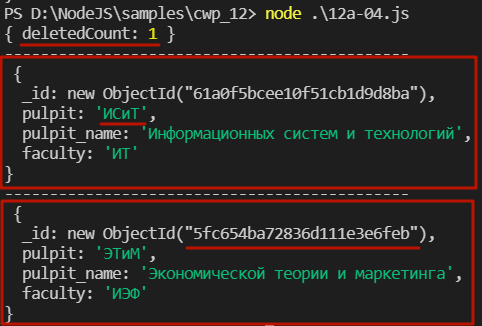 PS D:\NodeJS\samples\cwp_12> node .\12a-04.js
{ deletedCount: 1 }
----------------------------------------------
{
_id: new ObjectId("61a0f5bcee10f51cb1d9d8ba"),
pulpit: 'ИСиТ',
pulpit_name: 'Информационных систем и технологий',
faculty: 'ИТ'
}
----------------------------------------------
{
_id: new ObjectId("5fc654ba72836d111e3e6feb"),
pulpit: 'ЭТиМ',
pulpit_name: 'Экономической теории и маркетинга',
faculty: 'ИЭФ'
}